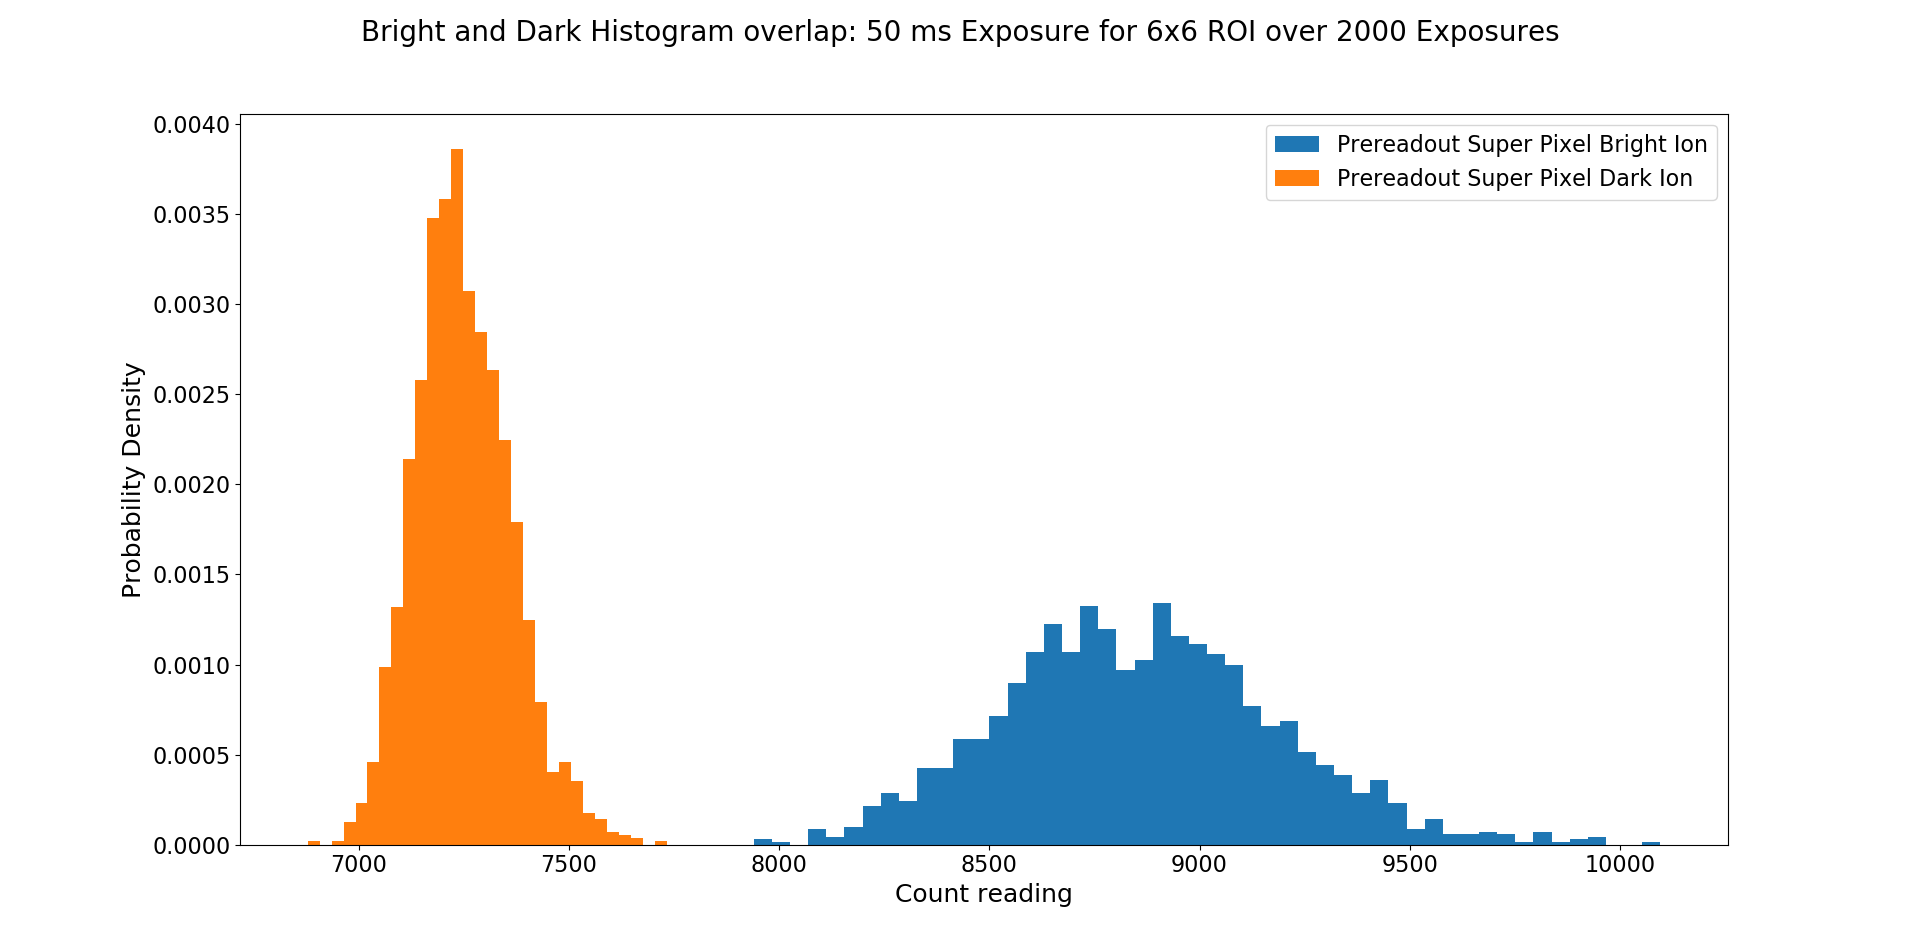 Bright and Dark Histogram overlap: 50 ms Exposure for 6x6 ROI over 2000 Exposures
Prereadout Super Pixel Bright Ion
Prereadout Super Pixel Dark Ion
Probability Density
0.0040
0.0035
0.0030
0.0025
0.0020
0.0015
0.0010
0.0005
0.0000
7000 7500 8000 8500 9000 9500 10000
Count reading